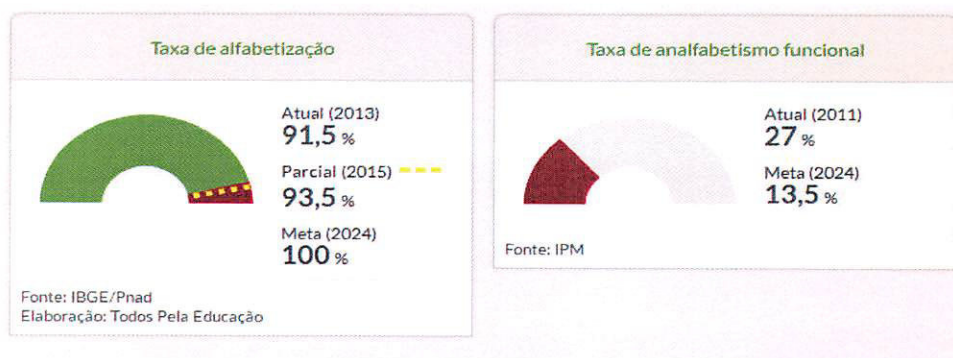 Taxa de alfabetização
Atual (2013)
91,5 %
Parcial (2015)
93,5 %
Meta (2024)
100 %
Fonte: IBGE/Pnad
Elaboração: Todos Pela Educação
Taxa de analfabetismo funcional
Atual (2011)
27 %
Meta (2024)
13,5 %
Fonte: IPM